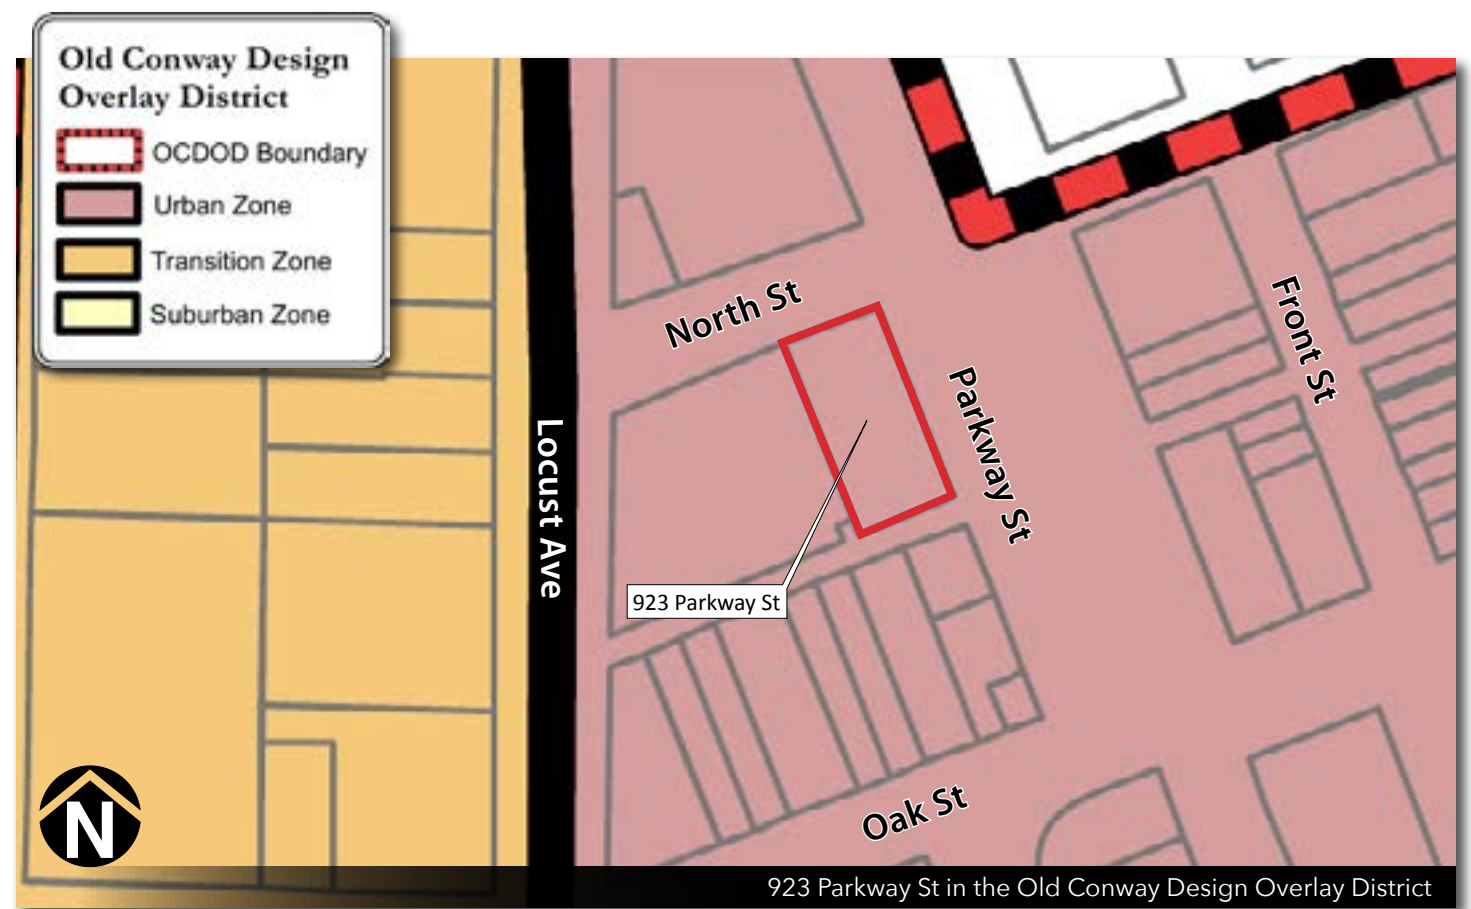 Old Conway Design
Overlay District
OCDOD Boundary
Urban Zone
Transition Zone
Suburban Zone
North St
Front St
Parkway St
Locust Ave
923 Parkway St
Oak St
N
923 Parkway St in the Old Conway Design Overlay District